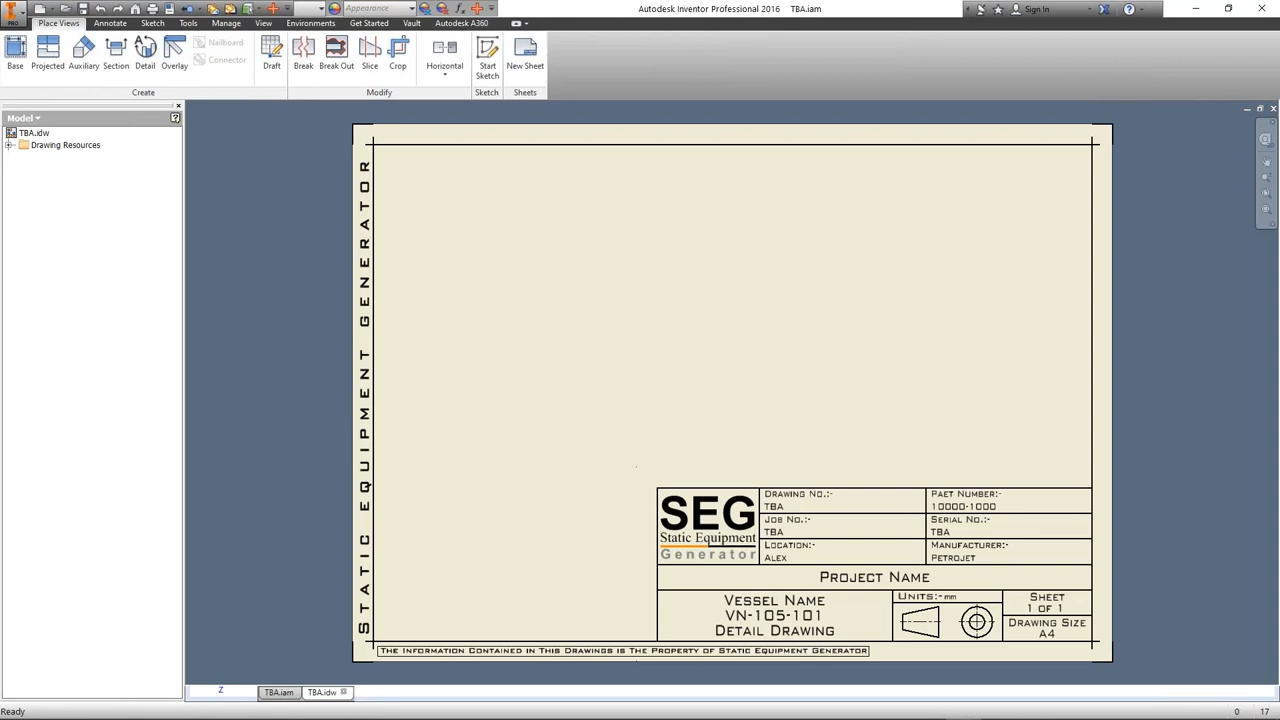 PRO
Appearance
Autodesk Inventor Professional 2016 TBA.iam
Sign In
Place Views Annotate Sketch Tools Manage View Environments Get Started Vault Autodesk A360
Base Projected Auxiliary Section Detail Overlay
Nailboard
Connector
Draft
Break Break Out Slice Crop
Horizontal
Start Sketch
New Sheet
Create Modify Sketch Sheets
Model
TBA.idw
Drawing Resources
STATIC EQUIPMENT GENERATOR
SEG
Static Equipment
Generator
DRAWING NO.:-
TBA
PAET NUMBER:-
10000-1000
JOB NO.:-
TBA
SERIAL NO.:-
TBA
LOCATION:-
ALEX
MANUFACTURER:-
PETROJET
PROJECT NAME
VESSEL NAME
VN-105-101
DETAIL DRAWING
UNITS:- mm
SHEET
1 OF 1
DRAWING SIZE
A4
THE INFORMATION CONTAINED IN THIS DRAWINGS IS THE PROPERTY OF STATIC EQUIPMENT GENERATOR
Z
TBA.iam TBA.idw
Ready
0 17